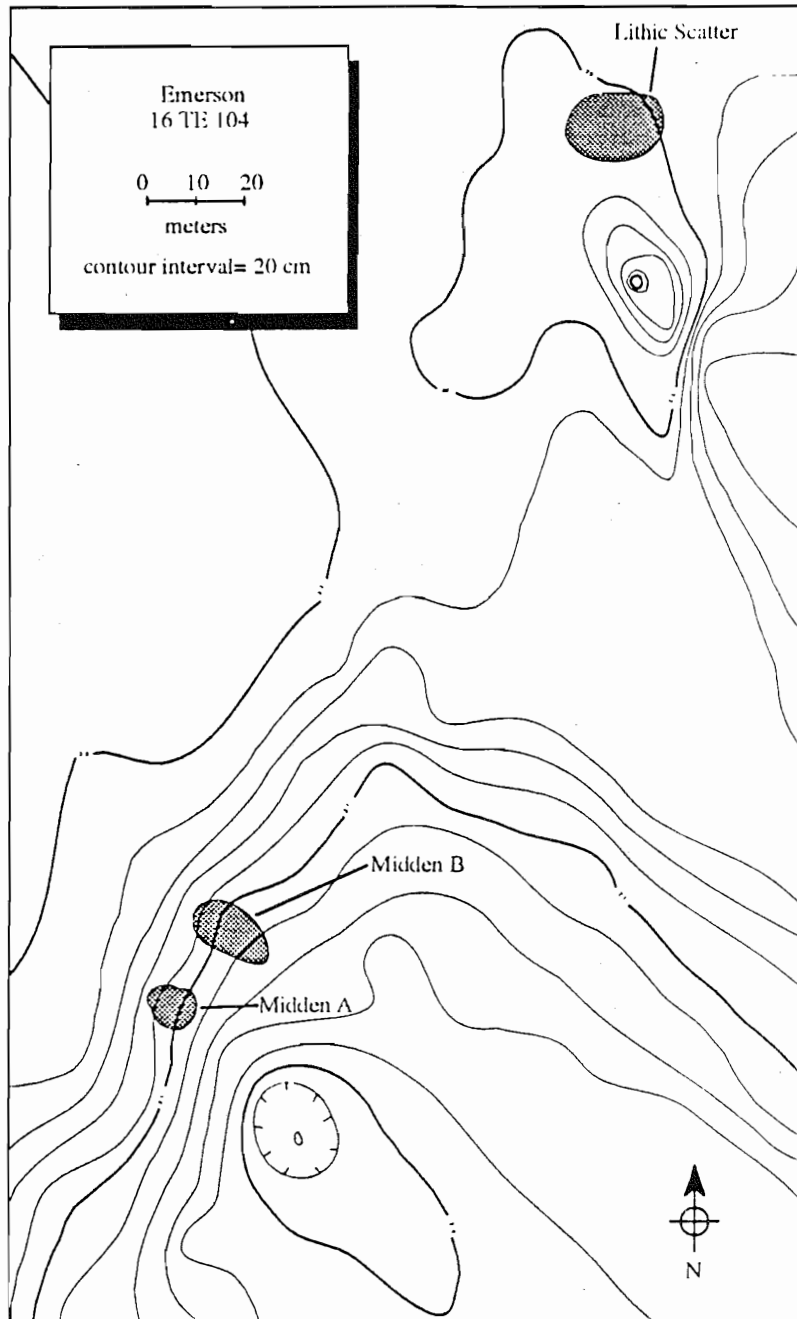 Lithic Scatter
Emerson
16 TE 104
0 10 20
meters
contour interval= 20 cm
Midden B
Midden A
N